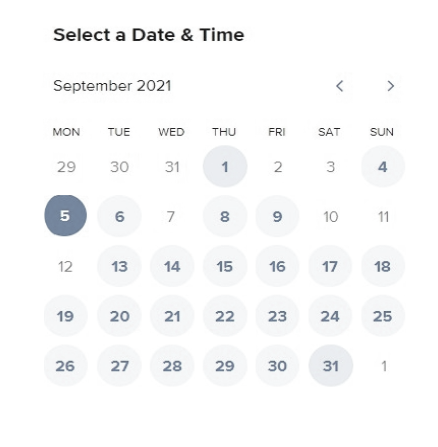 Select a Date & Time
September 2021 < >
MON TUE WED THU FRI SAT SUN
29 30 31 1 2 3 4
5 6 7 8 9 10 11
12 13 14 15 16 17 18
19 20 21 22 23 24 25
26 27 28 29 30 31 1